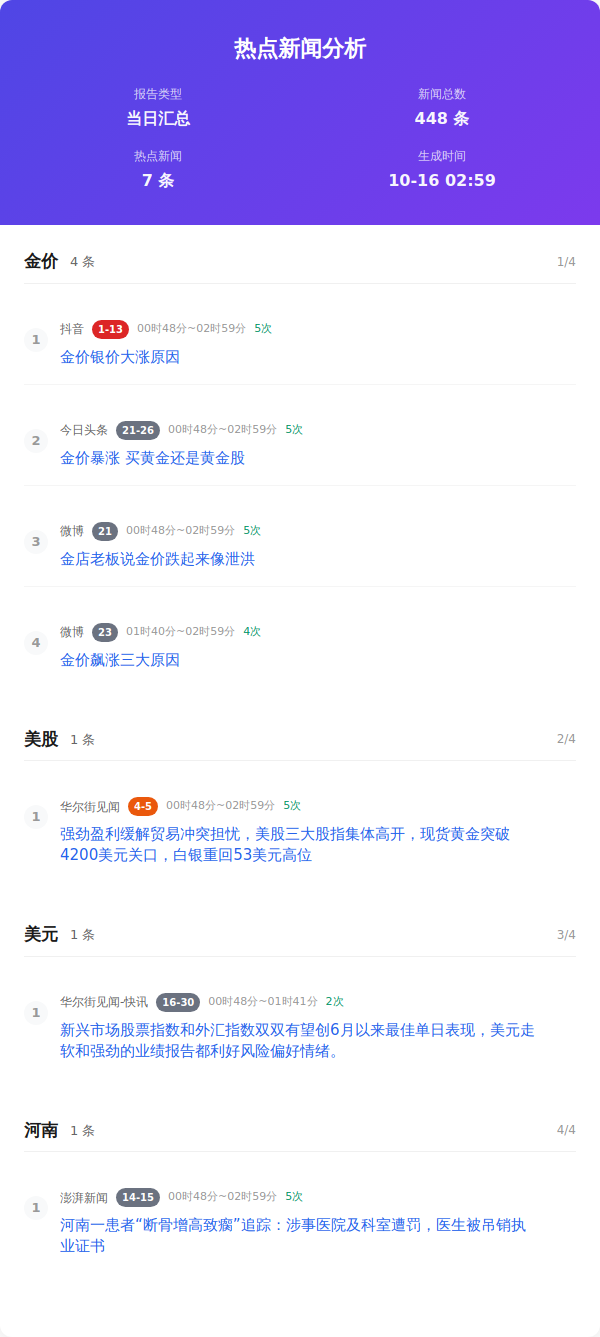 热点新闻分析
报告类型
新闻总数
当日汇总
448 条
热点新闻
生成时间
7 条
10-16 02:59
金价 4 条 1/4
1 抖音 1-13 00时48分~02时59分 5次
金价银价大涨原因
2 今日头条 21-26 00时48分~02时59分 5次
金价暴涨 买黄金还是黄金股
3 微博 21 00时48分~02时59分 5次
金店老板说金价跌起来像泄洪
4 微博 23 01时40分~02时59分 4次
金价飙涨三大原因
美股 1 条 2/4
1 华尔街见闻 4-5 00时48分~02时59分 5次
强劲盈利缓解贸易冲突担忧，美股三大股指集体高开，现货黄金突破
4200美元关口，白银重回53美元高位
美元 1 条 3/4
1 华尔街见闻-快讯 16-30 00时48分~01时41分 2次
新兴市场股票指数和外汇指数双双有望创6月以来最佳单日表现，美元走
软和强劲的业绩报告都利好风险偏好情绪。
河南 1 条 4/4
1 澎湃新闻 14-15 00时48分~02时59分 5次
河南一患者“断骨增高致瘸”追踪：涉事医院及科室遭罚，医生被吊销执
业证书